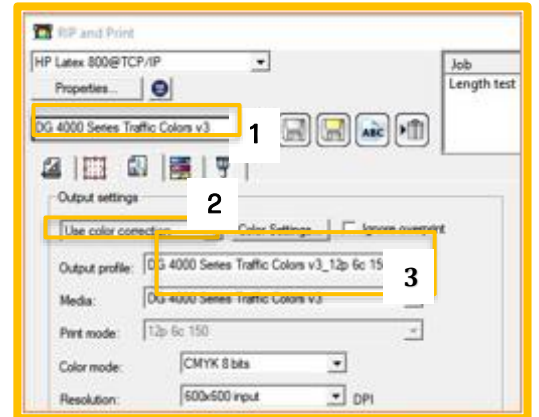 RIP and Print
HP Latex 800@TCP/IP
Job
Properties...
Length test
DG 4000 Series Traffic Colors v3
1
ABC
Output settings
2
Use color correction
Color Settings
Ignore overprint
Output profile: DG 4000 Series Traffic Colors v3_12p 6c 15
3
Media: DG 4000 Series Traffic Colors v3
Print mode: 12p 6c 150
Color mode: CMYK 8 bits
Resolution: 600x600 input DPI